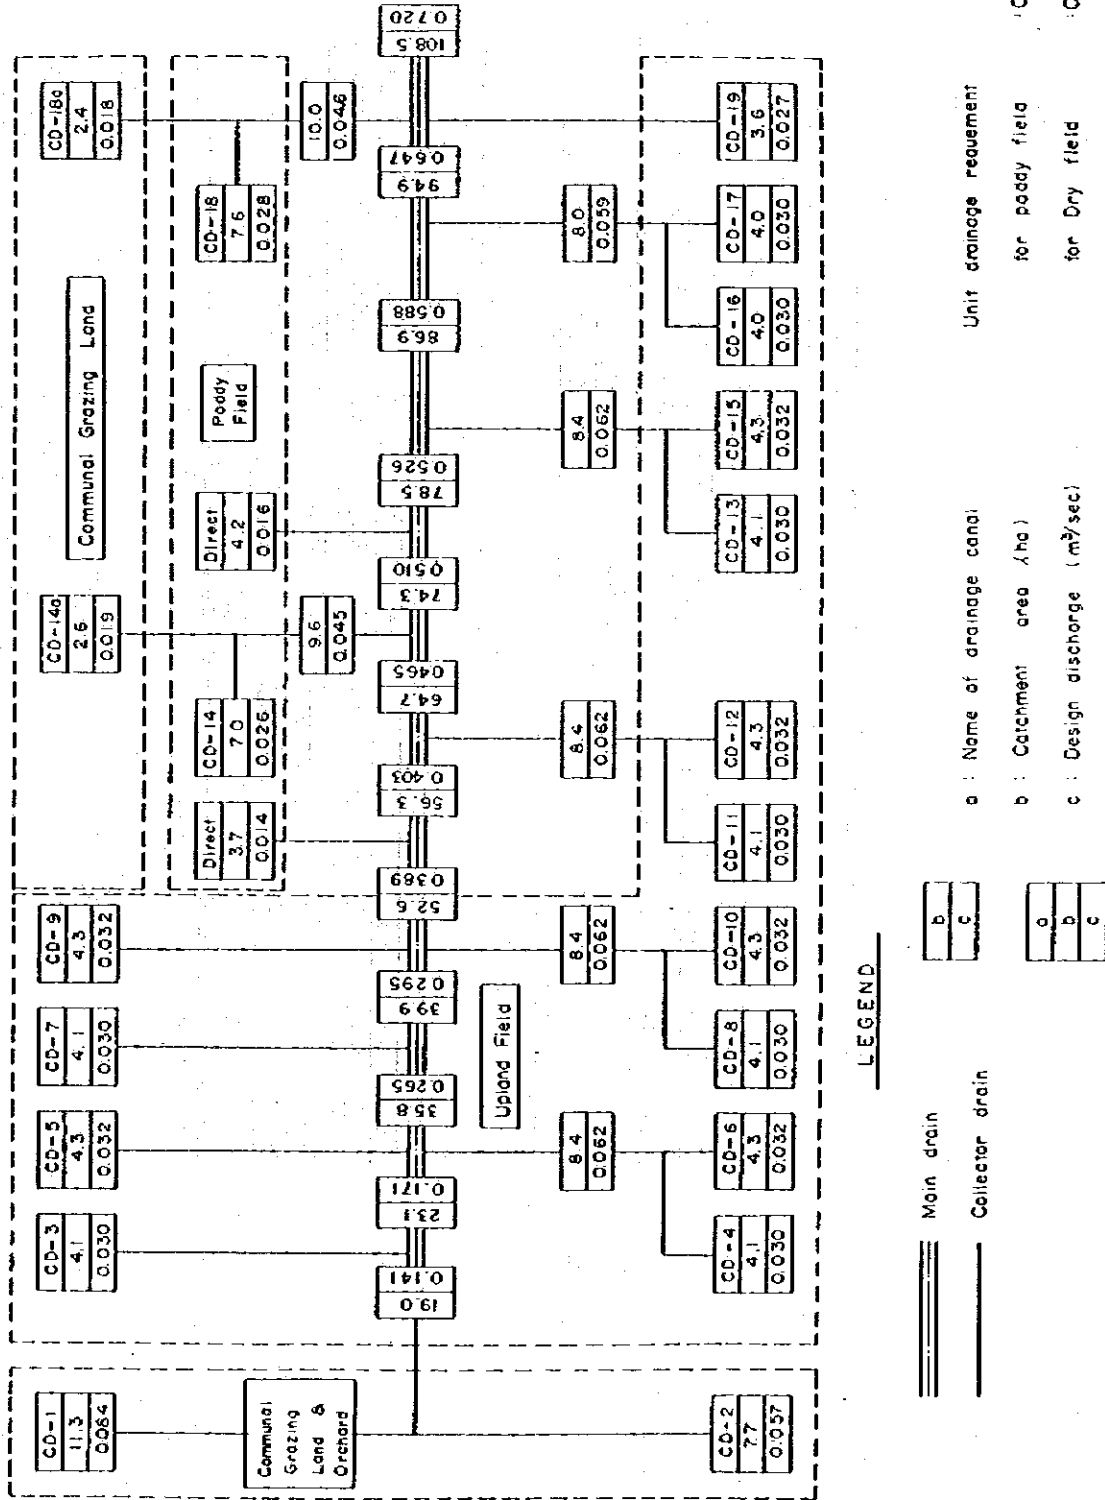 CD-1
11.3
0.084
Communal
Grazing
Land &
Orchard
CD-2
7.7
0.057
CD-3
4.1
0.030
CD-5
4.3
0.032
CD-7
4.1
0.030
CD-9
4.3
0.032
CD-14a
2.6
0.019
Communal Grazing Land
CD-18a
2.4
0.018
Direct
3.7
0.014
CD-14
7.0
0.026
Direct
4.2
0.016
Paddy
Field
CD-18
7.6
0.028
9.6
0.045
10.0
0.046
19.0
0.141
23.1
0.171
35.8
0.265
39.9
0.295
52.6
0.389
56.3
0.403
64.7
0.465
74.3
0.510
78.5
0.526
86.9
0.588
94.9
0.647
108.5
0.720
Upland Field
8.4
0.062
8.4
0.062
8.4
0.062
8.4
0.062
8.0
0.059
CD-4
4.1
0.030
CD-6
4.3
0.032
CD-8
4.1
0.030
CD-10
4.3
0.032
CD-11
4.1
0.030
CD-12
4.3
0.032
CD-13
4.1
0.030
CD-15
4.3
0.032
CD-16
4.0
0.030
CD-17
4.0
0.030
CD-19
3.6
0.027
LEGEND
Main drain
Collector drain
b
c
a
b
c
a : Name of drainage canal
b : Catchment area (ha)
c : Design discharge (m³/sec)
Unit drainage requement
for paddy field :
for Dry field :